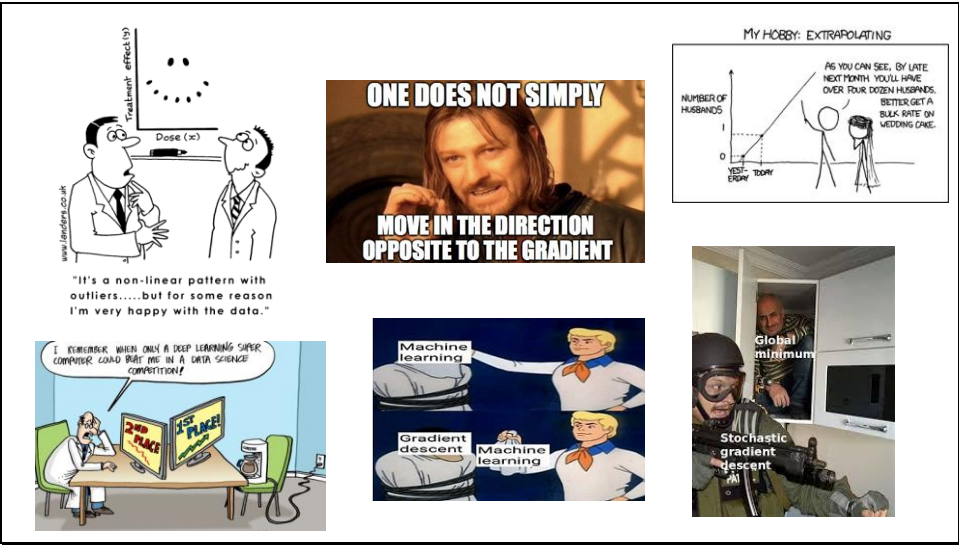 Treatment effect(y)
Dose (x)
www.landers.co.uk
"It's a non-linear pattern with
outliers.....but for some reason
I'm very happy with the data."
ONE DOES NOT SIMPLY
MOVE IN THE DIRECTION
OPPOSITE TO THE GRADIENT
MY HOBBY: EXTRAPOLATING
AS YOU CAN SEE, BY LATE
NEXT MONTH YOU'LL HAVE
OVER FOUR DOZEN HUSBANDS.
BETTER GET A
BULK RATE ON
WEDDING CAKE.
NUMBER OF
HUSBANDS
1
0
YEST-
ERDAY
TODAY
I REMEMBER WHEN ONLY A DEEP LEARNING SUPER
COMPUTER COULD BEAT ME IN A DATA SCIENCE
COMPETITION!
2ND
PLACE
1ST
PLACE!
Machine
learning
Gradient
descent
Machine
learning
Global
minimum
Stochastic
gradient
descent